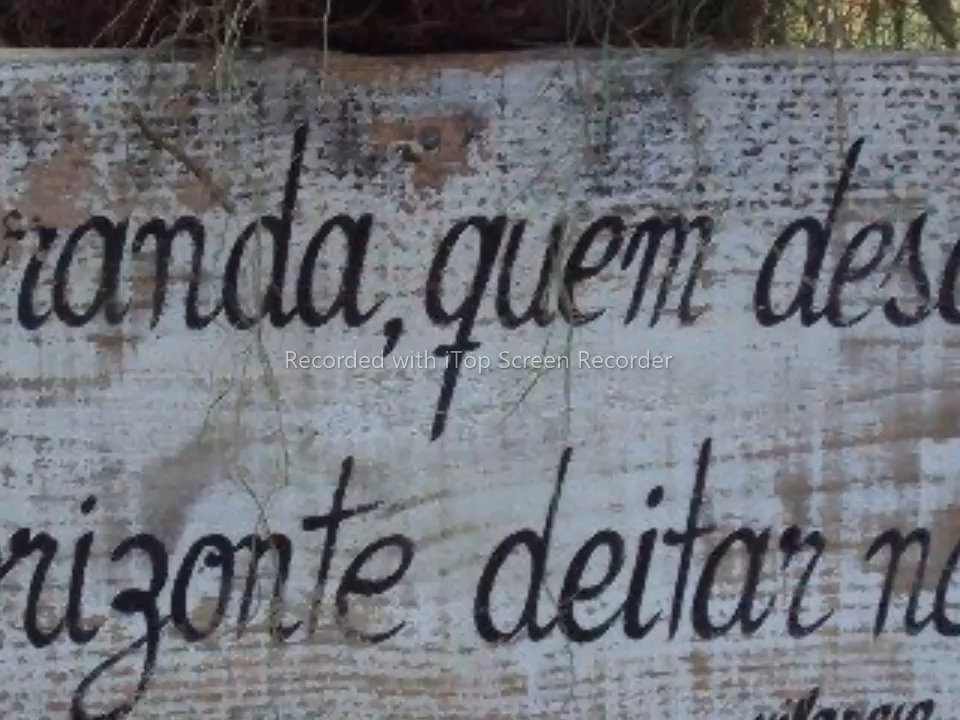 randa, quem des
Recorded with iTop Screen Recorder
rizonte deitar n